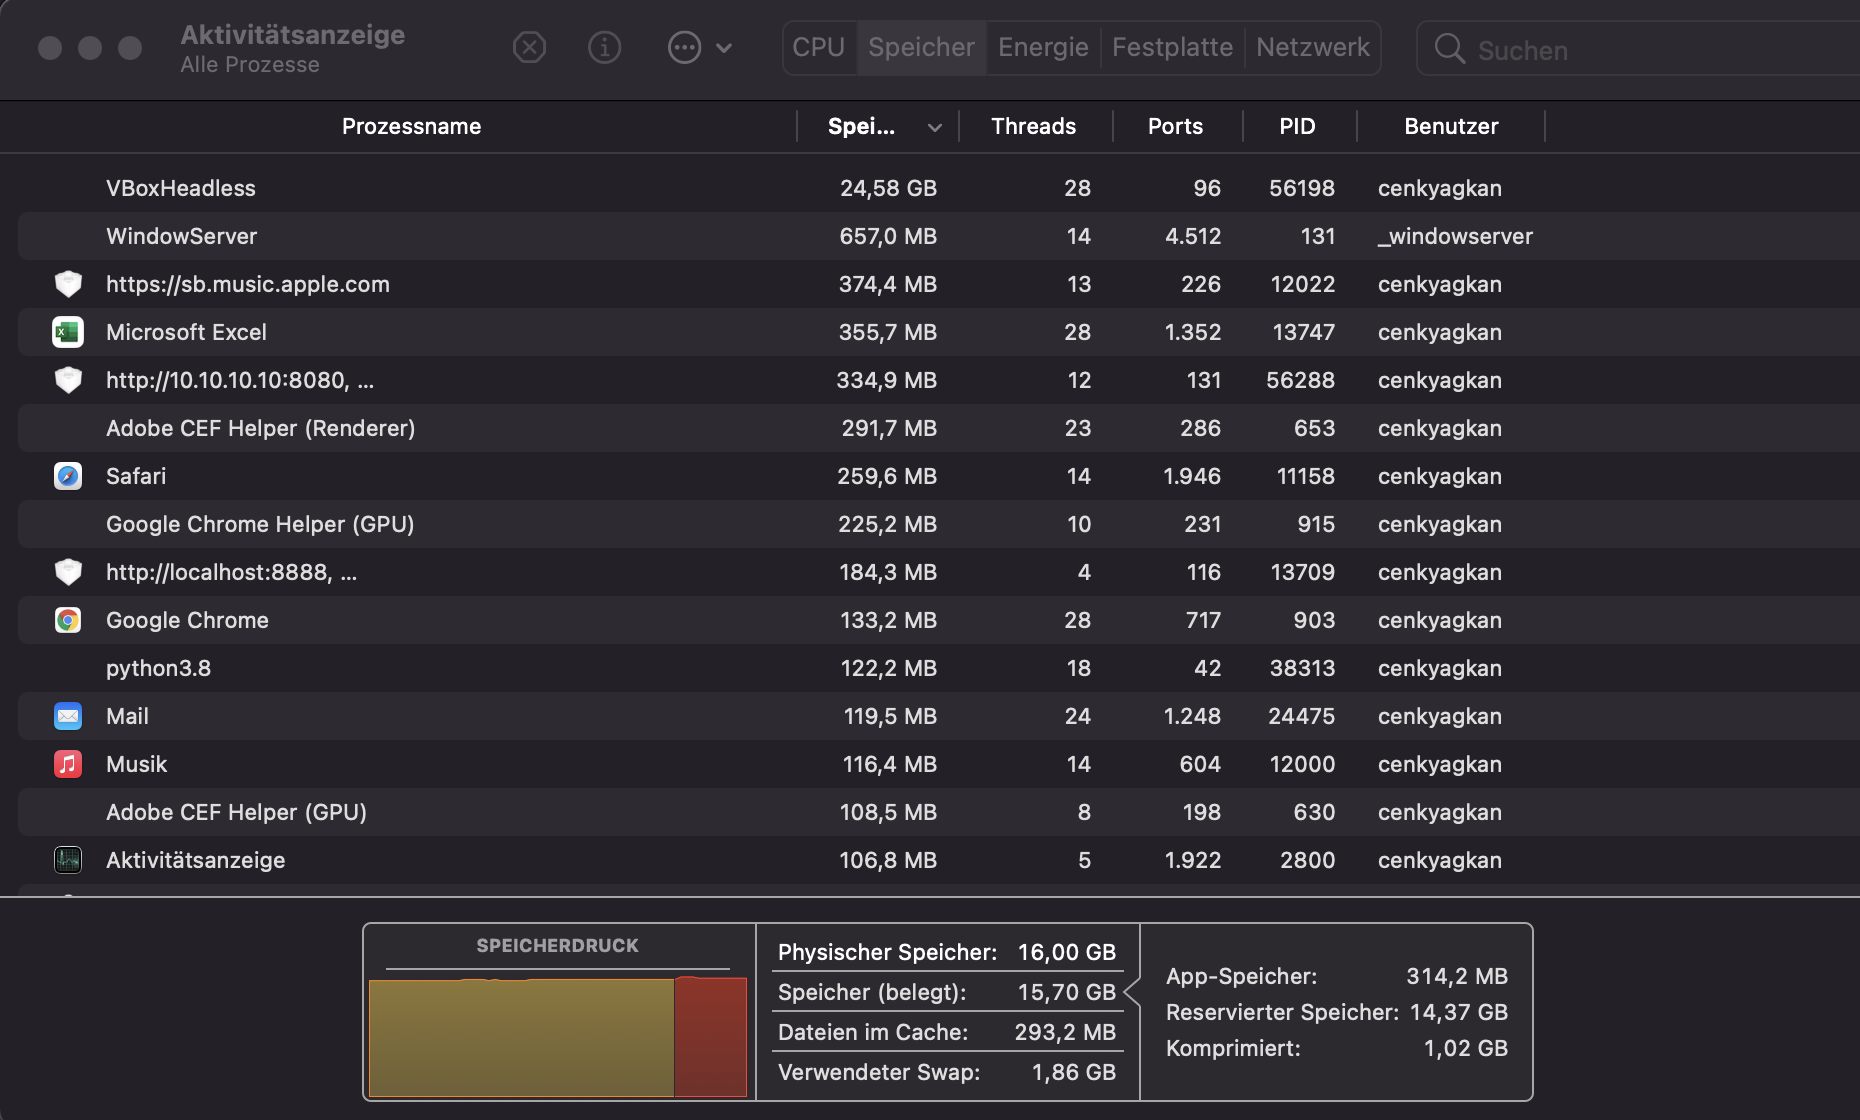 Aktivitätsanzeige
Alle Prozesse
CPU Speicher Energie Festplatte Netzwerk
Suchen
Prozessname Spei... Threads Ports PID Benutzer
VBoxHeadless 24,58 GB 28 96 56198 cenkyagkan
WindowServer 657,0 MB 14 4.512 131 _windowserver
https://sb.music.apple.com 374,4 MB 13 226 12022 cenkyagkan
Microsoft Excel 355,7 MB 28 1.352 13747 cenkyagkan
http://10.10.10.10:8080, ... 334,9 MB 12 131 56288 cenkyagkan
Adobe CEF Helper (Renderer) 291,7 MB 23 286 653 cenkyagkan
Safari 259,6 MB 14 1.946 11158 cenkyagkan
Google Chrome Helper (GPU) 225,2 MB 10 231 915 cenkyagkan
http://localhost:8888, ... 184,3 MB 4 116 13709 cenkyagkan
Google Chrome 133,2 MB 28 717 903 cenkyagkan
python3.8 122,2 MB 18 42 38313 cenkyagkan
Mail 119,5 MB 24 1.248 24475 cenkyagkan
Musik 116,4 MB 14 604 12000 cenkyagkan
Adobe CEF Helper (GPU) 108,5 MB 8 198 630 cenkyagkan
Aktivitätsanzeige 106,8 MB 5 1.922 2800 cenkyagkan
SPEICHERDRUCK
Physischer Speicher: 16,00 GB
Speicher (belegt): 15,70 GB
Dateien im Cache: 293,2 MB
Verwendeter Swap: 1,86 GB
App-Speicher: 314,2 MB
Reservierter Speicher: 14,37 GB
Komprimiert: 1,02 GB